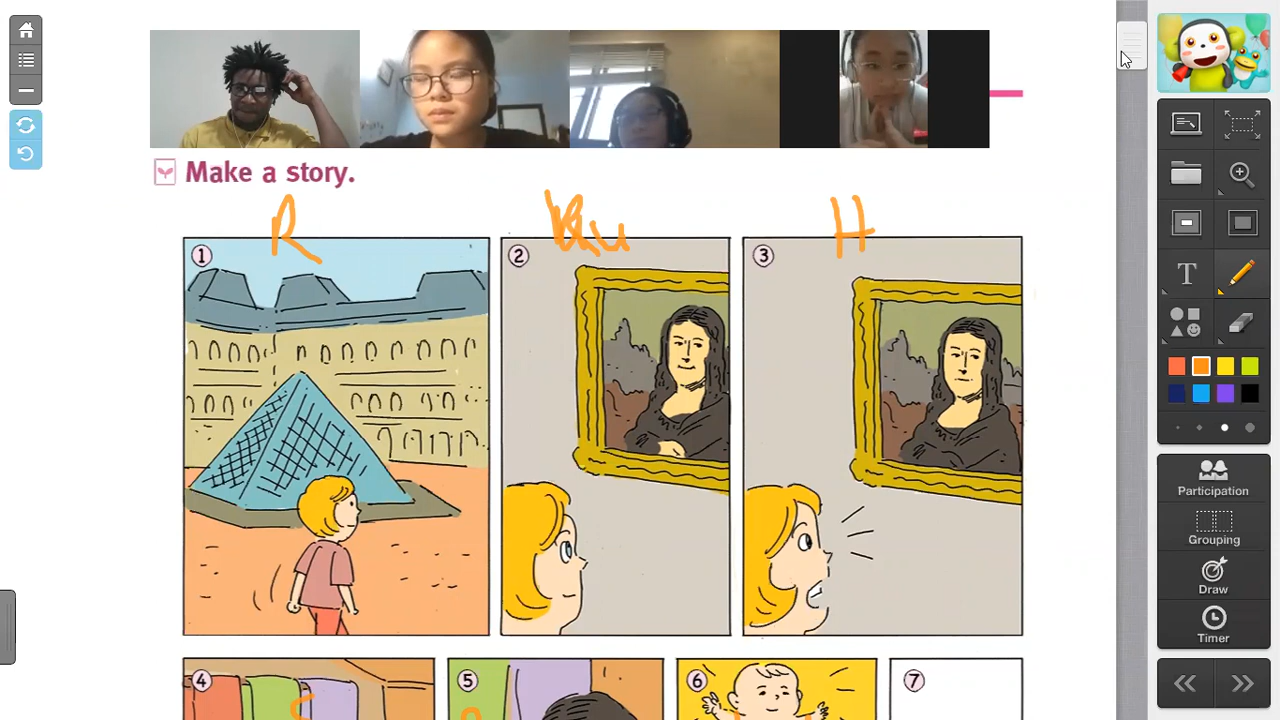 Make a story.
R
H
1
2
3
T
Participation
Grouping
Draw
Timer
4
5
6
7
S